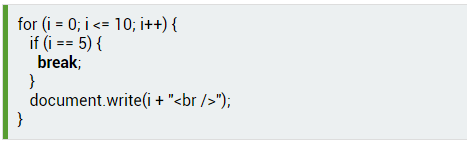 for (i = 0; i <= 10; i++) {
if (i == 5) {
break;
}
document.write(i + "<br />");
}